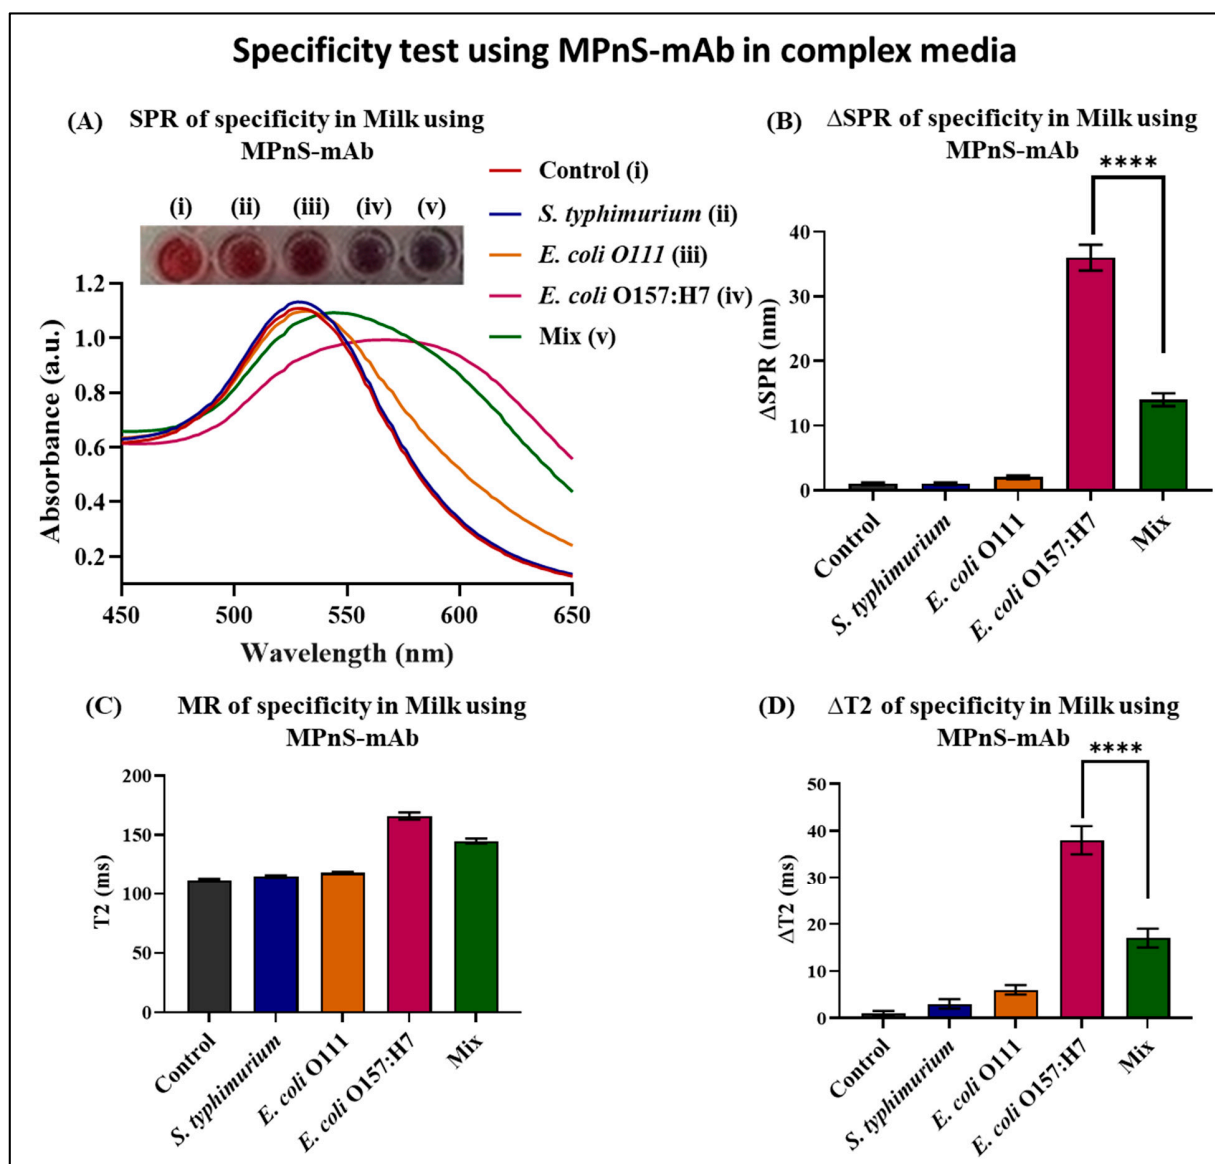 Specificity test using MPnS-mAb in complex media
(A) SPR of specificity in Milk using
MPnS-mAb
(i) (ii) (iii) (iv) (v)
Control (i)
S. typhimurium (ii)
E. coli O111 (iii)
E. coli O157:H7 (iv)
Mix (v)
1.2
1.0
0.8
0.6
0.4
0.2
Absorbance (a.u.)
450 500 550 600 650
Wavelength (nm)
(B) ΔSPR of specificity in Milk using
MPnS-mAb
****
40
30
20
10
0
ΔSPR (nm)
Control
S. typhimurium
E. coli O111
E. coli O157:H7
Mix
(C) MR of specificity in Milk using
MPnS-mAb
200
150
100
50
0
T2 (ms)
Control
S. typhimurium
E. coli O111
E. coli O157:H7
Mix
(D) ΔT2 of specificity in Milk using
MPnS-mAb
****
50
40
30
20
10
0
ΔT2 (ms)
Control
S. typhimurium
E. coli O111
E. coli O157:H7
Mix